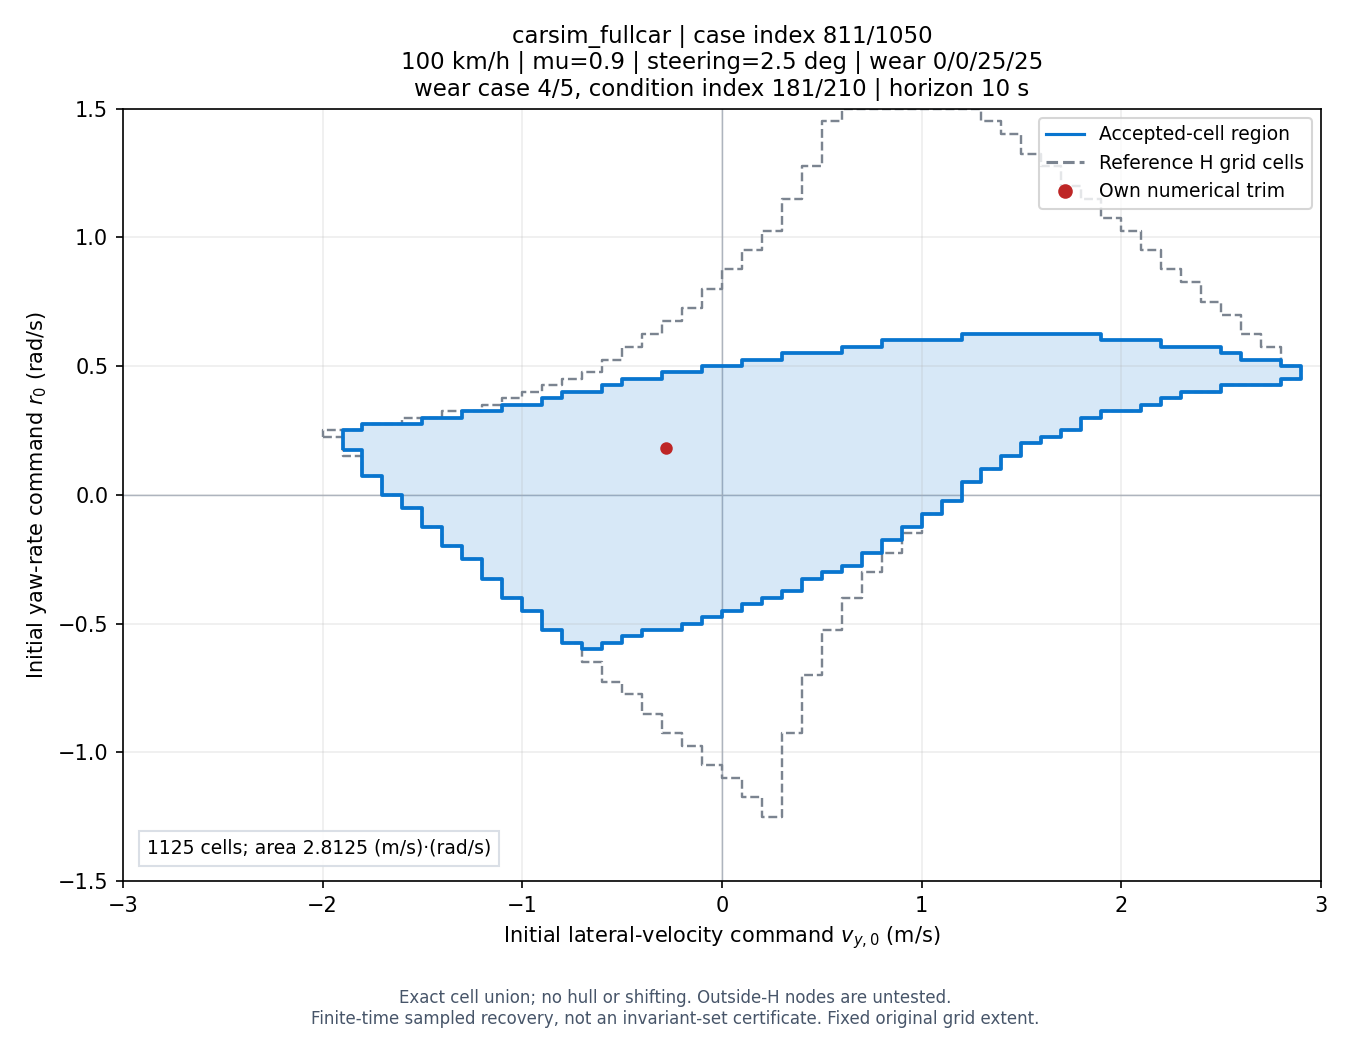 carsim_fullcar | case index 811/1050
100 km/h | mu=0.9 | steering=2.5 deg | wear 0/0/25/25
wear case 4/5, condition index 181/210 | horizon 10 s
Accepted-cell region
Reference H grid cells
Own numerical trim
1.5
1.0
0.5
0.0
−0.5
−1.0
−1.5
Initial yaw-rate command r₀ (rad/s)
1125 cells; area 2.8125 (m/s)·(rad/s)
−3
−2
−1
0
1
2
3
Initial lateral-velocity command v_{y,0} (m/s)
Exact cell union; no hull or shifting. Outside-H nodes are untested.
Finite-time sampled recovery, not an invariant-set certificate. Fixed original grid extent.